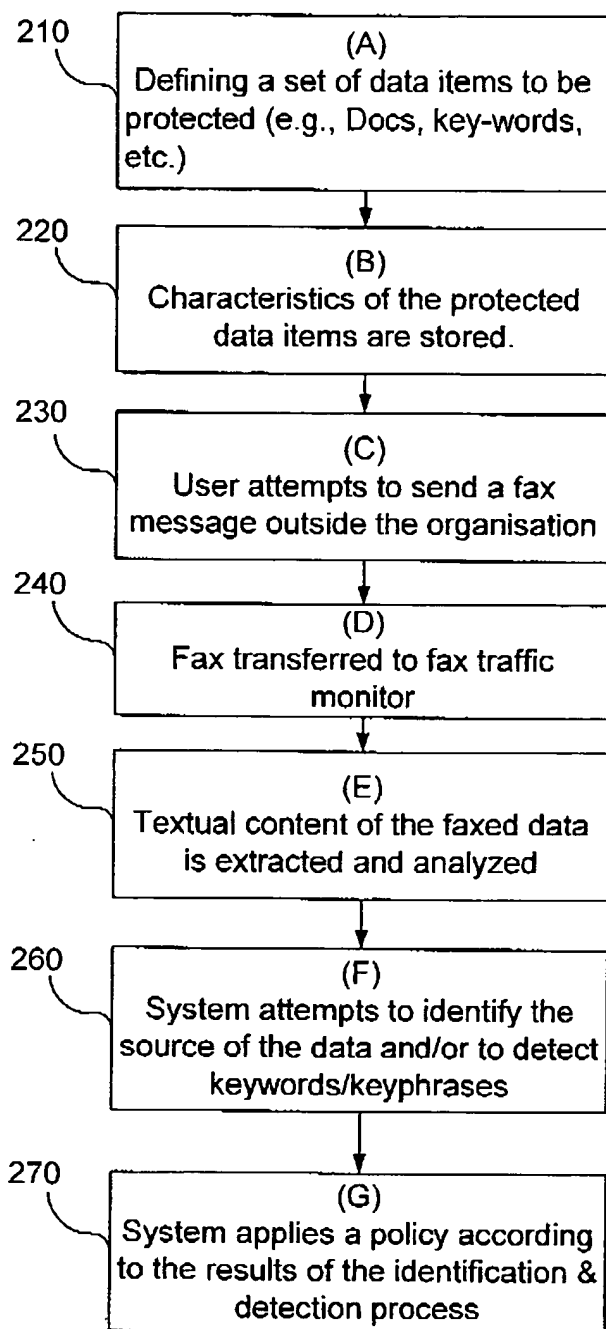 210
(A)
Defining a set of data items to be
protected (e.g., Docs, key-words,
etc.)
220
(B)
Characteristics of the protected
data items are stored.
230
(C)
User attempts to send a fax
message outside the organisation
240
(D)
Fax transferred to fax traffic
monitor
250
(E)
Textual content of the faxed data
is extracted and analyzed
260
(F)
System attempts to identify the
source of the data and/or to detect
keywords/keyphrases
270
(G)
System applies a policy according
to the results of the identification &
detection process